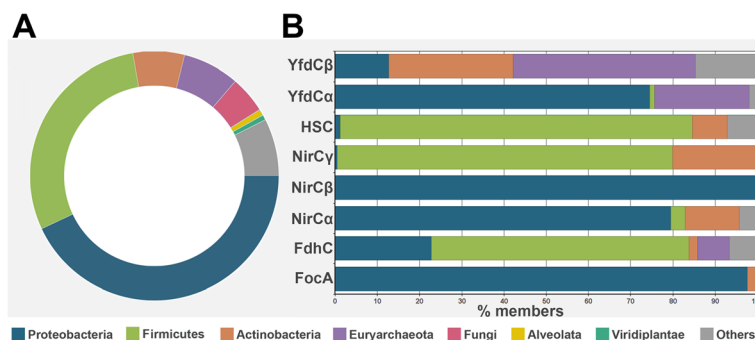 A
B
YfdCβ
YfdCα
HSC
NirCγ
NirCβ
NirCα
FdhC
FocA
0 10 20 30 40 50 60 70 80 90
% members
Proteobacteria Firmicutes Actinobacteria Euryarchaeota Fungi Alveolata Viridiplantae Others